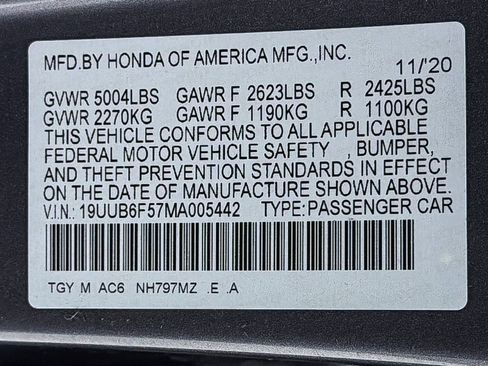 MFD.BY HONDA OF AMERICA MFG.,INC.
11/'20
GVWR 5004LBS GAWR F 2623LBS R 2425LBS
GVWR 2270KG GAWR F 1190KG R 1100KG
THIS VEHICLE CONFORMS TO ALL APPLICABLE
FEDERAL MOTOR VEHICLE SAFETY , BUMPER,
AND THEFT PREVENTION STANDARDS IN EFFECT
ON THE DATE OF MANUFACTURE SHOWN ABOVE.
V.I.N.: 19UUB6F57MA005442 TYPE:PASSENGER CAR
TGY M AC6 NH797MZ .E .A